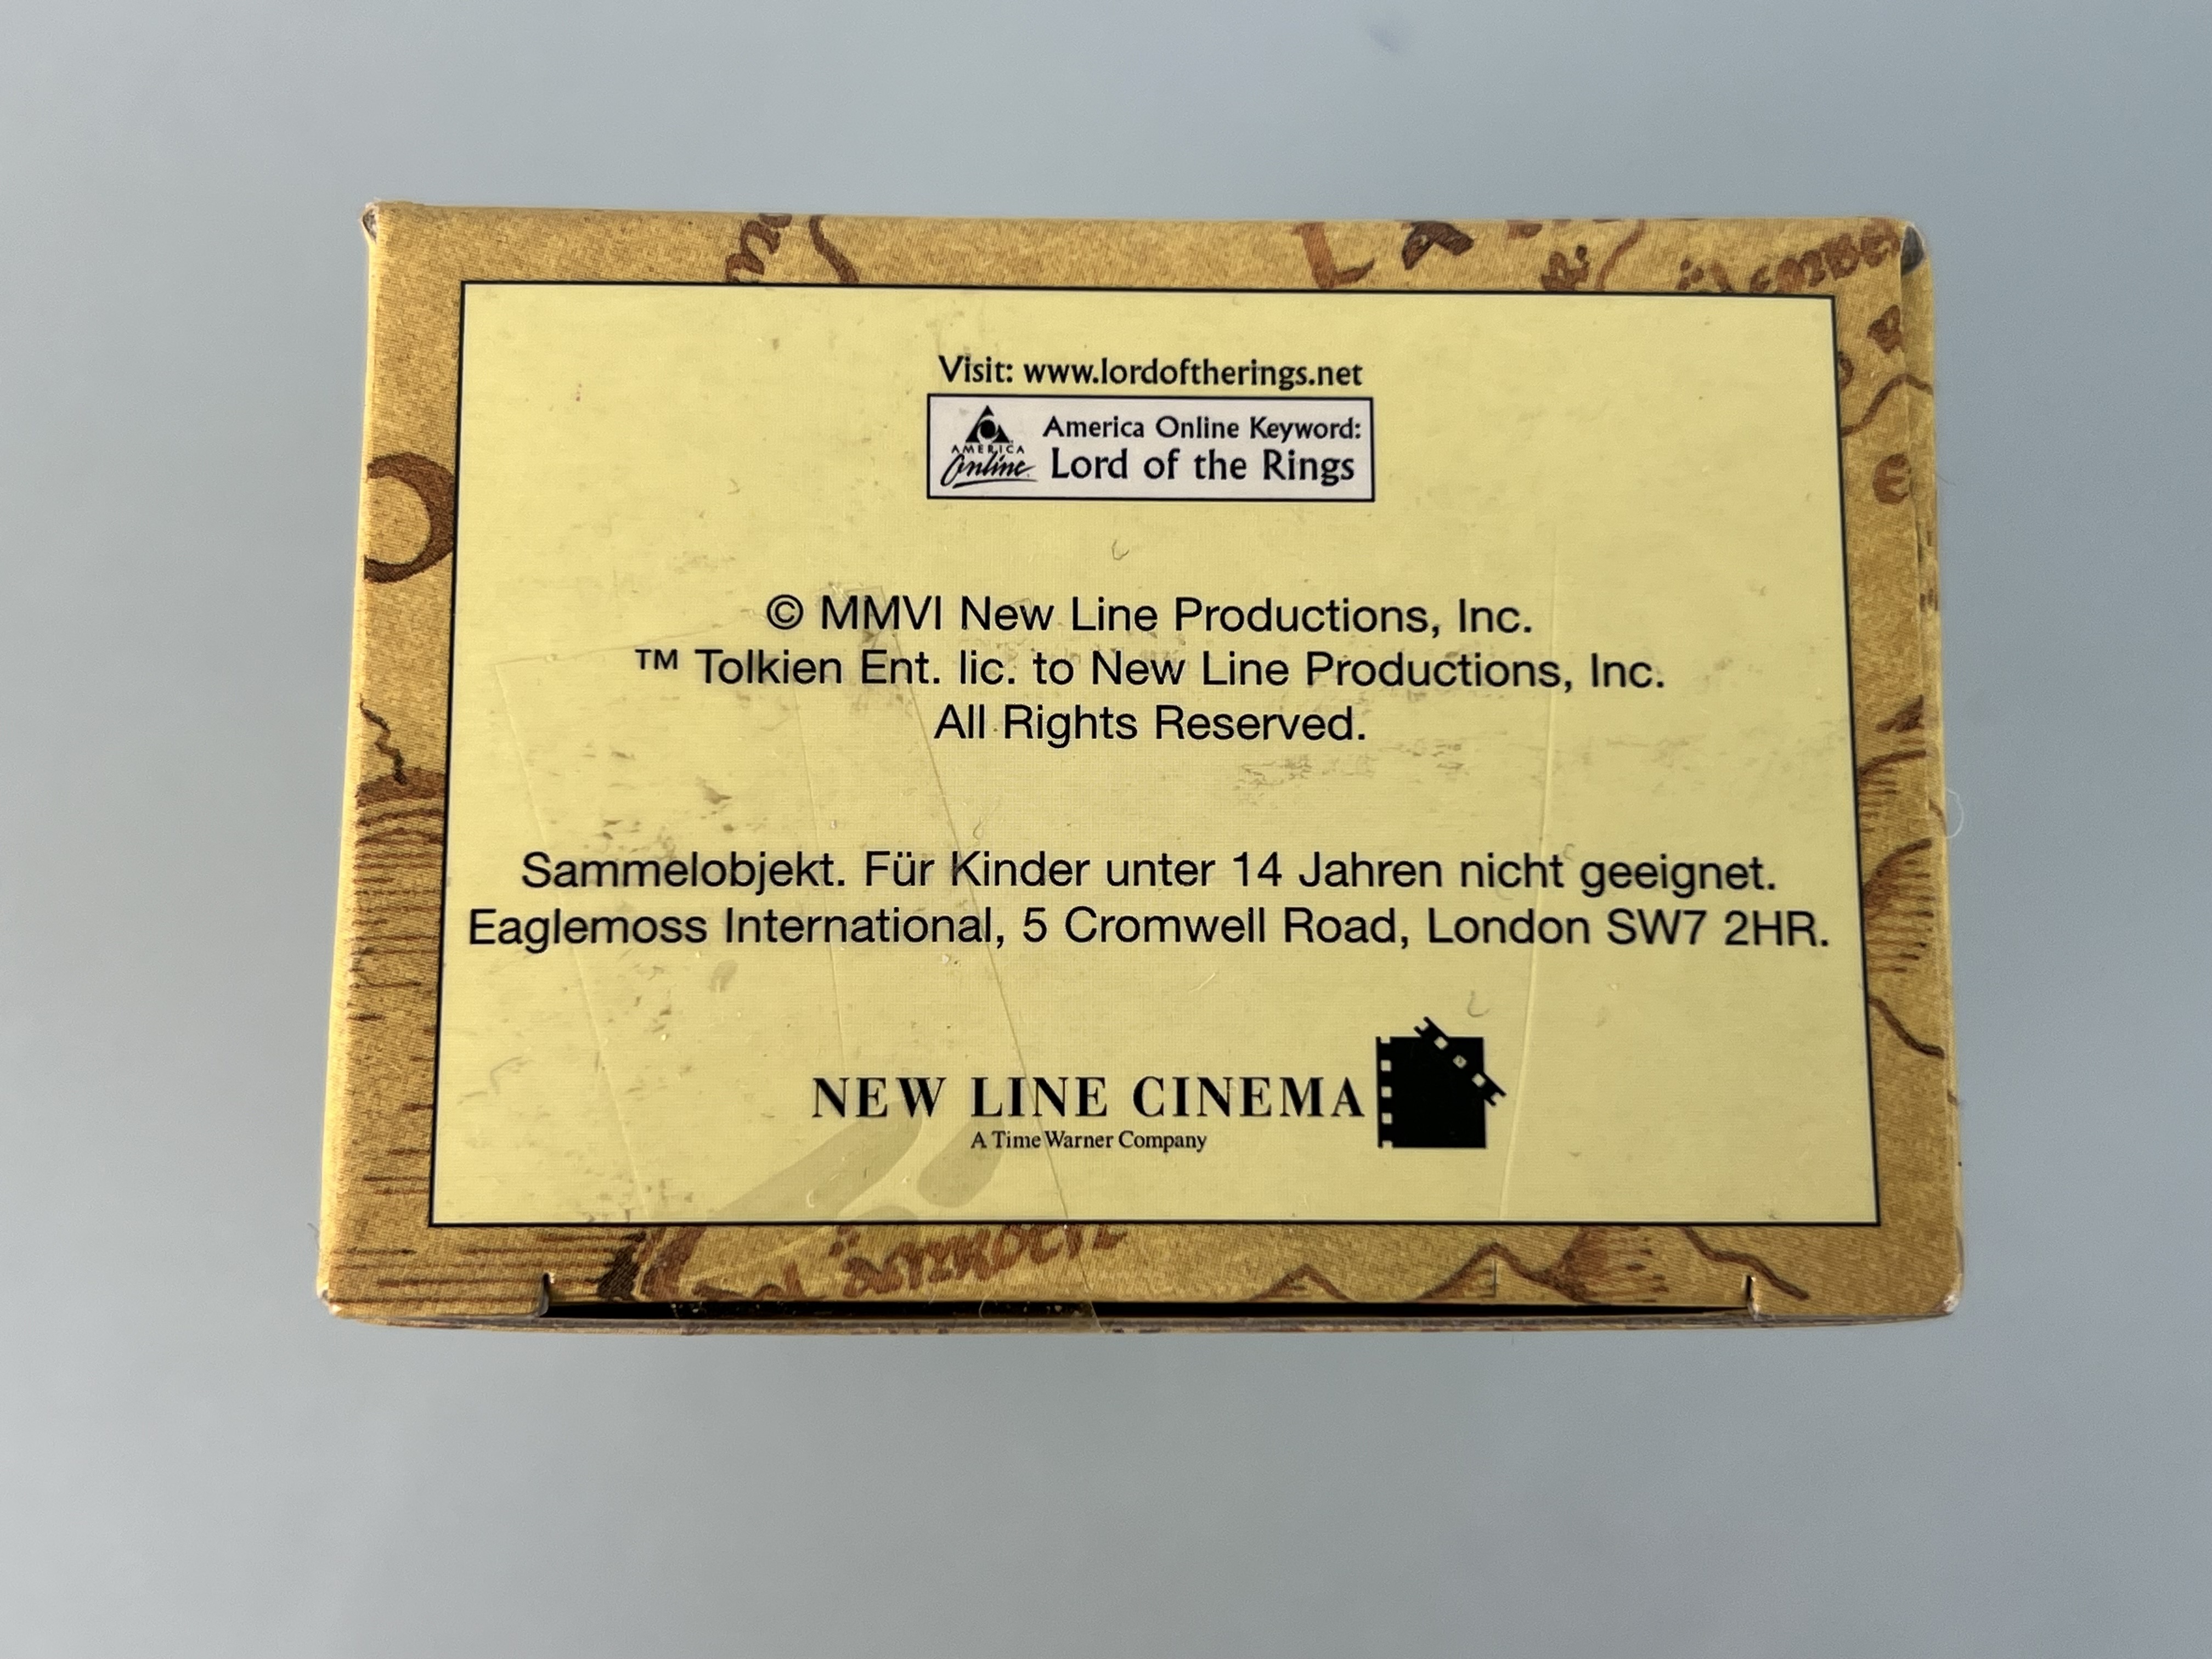 Visit: www.lordoftherings.net
AMERICA
Online
America Online Keyword:
Lord of the Rings
© MMVI New Line Productions, Inc.
™ Tolkien Ent. lic. to New Line Productions, Inc.
All Rights Reserved.
Sammelobjekt. Für Kinder unter 14 Jahren nicht geeignet.
Eaglemoss International, 5 Cromwell Road, London SW7 2HR.
NEW LINE CINEMA
A Time Warner Company